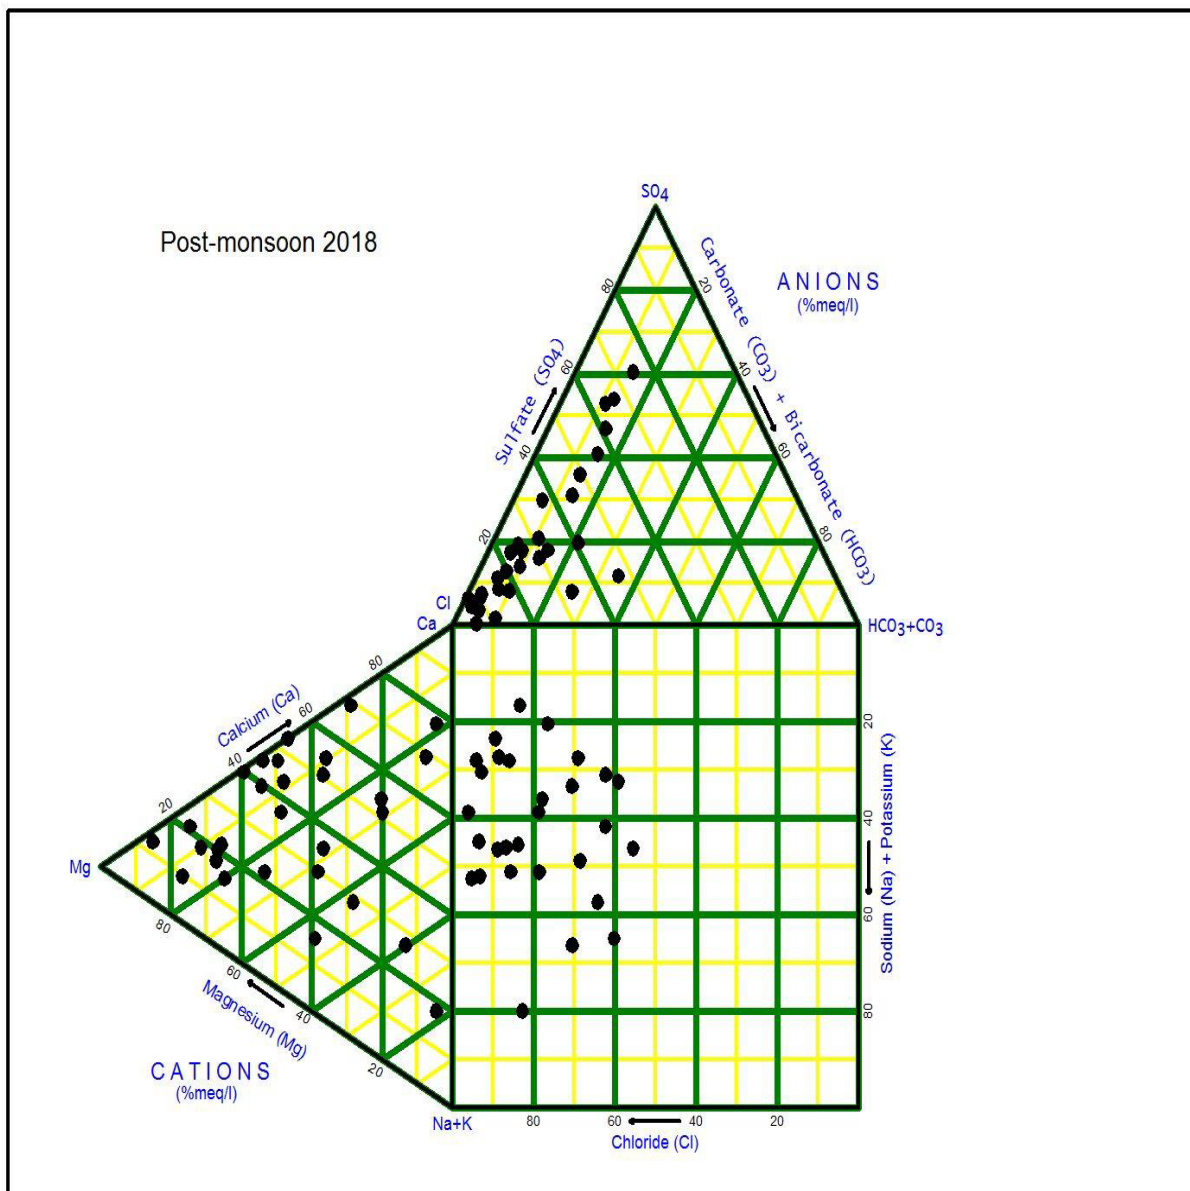 SO4
Post-monsoon 2018
ANIONS
(%meq/l)
Carbonate (CO3) + Bicarbonate (HCO3)
20
40
60
80
Sulfate (SO4)
80
60
40
20
Cl
Ca
HCO3+CO3
Calcium (Ca)
80
60
40
20
Mg
80
60
40
20
Magnesium (Mg)
CATIONS
(%meq/l)
Na+K
20
40
60
80
Sodium (Na) + Potassium (K)
80
60
40
20
Chloride (Cl)